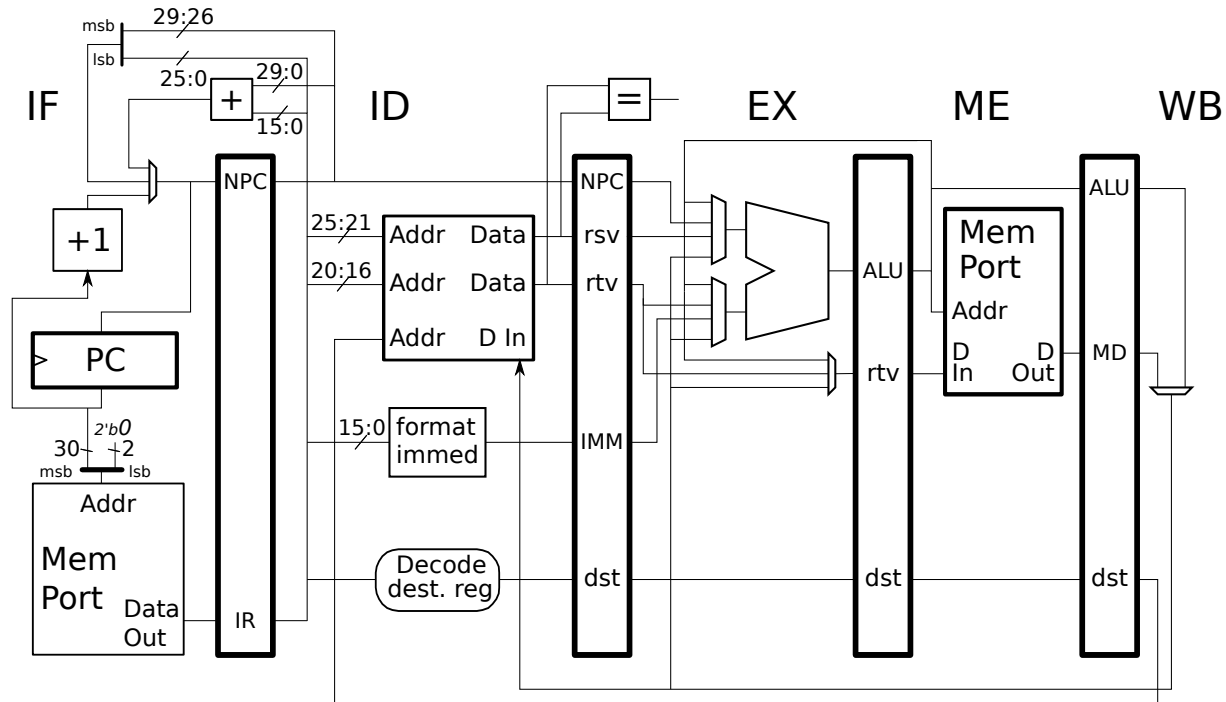 29:26
msb
lsb
25:0
29:0
+
15:0
IF
ID
=
EX
ME
WB
NPC
NPC
ALU
+1
25:21
Addr
Data
rsv
20:16
Addr
Data
rtv
Addr
D In
ALU
Mem
Port
Addr
D
In
D
Out
MD
PC
rtv
15:0
format
immed
IMM
2'b0
30
2
msb
lsb
Addr
Mem
Port
Data
Out
IR
Decode
dest. reg
dst
dst
dst